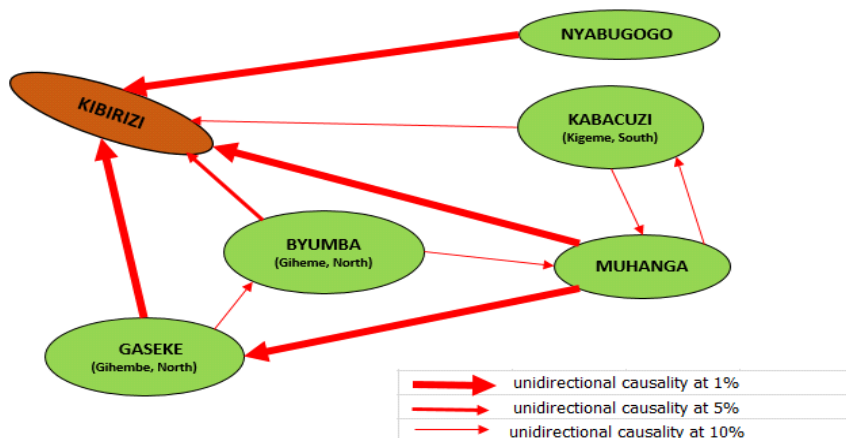 NYABUGOGO
KIBIRIZI
KABACUZI
(Kigeme, South)
BYUMBA
(Giheme, North)
MUHANGA
GASEKE
(Gihembe, North)
unidirectional causality at 1%
unidirectional causality at 5%
unidirectional causality at 10%